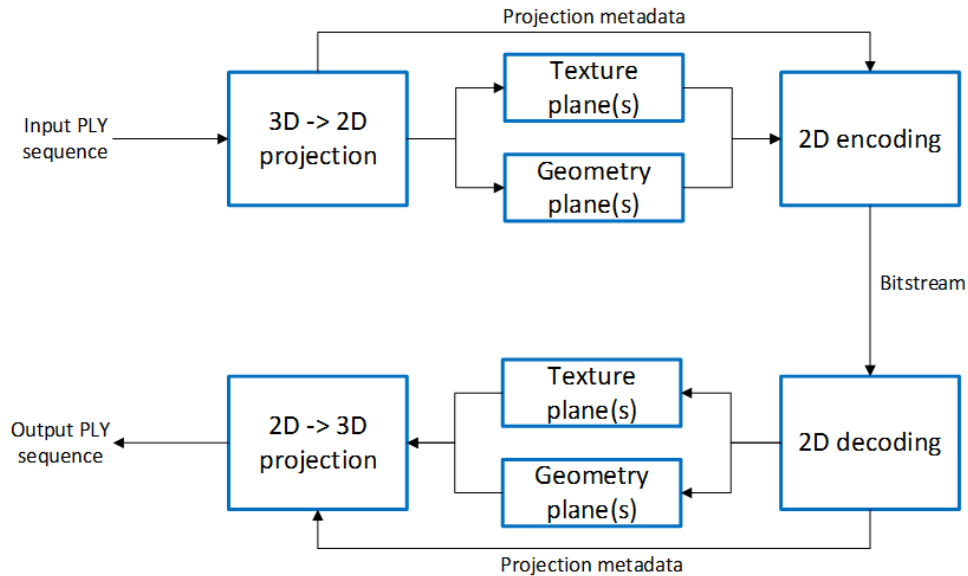 Projection metadata
Input PLY
sequence
3D -> 2D
projection
Texture
plane(s)
Geometry
plane(s)
2D encoding
Bitstream
Output PLY
sequence
2D -> 3D
projection
Texture
plane(s)
Geometry
plane(s)
2D decoding
Projection metadata